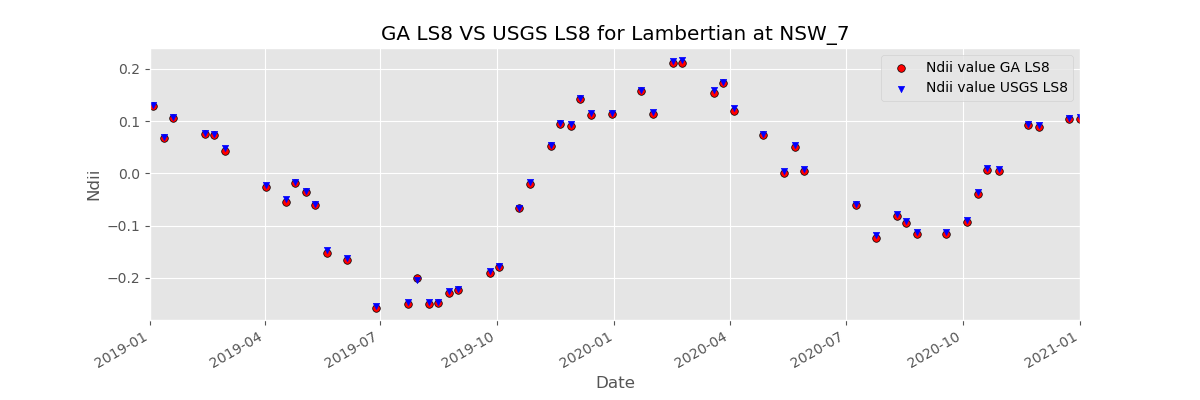 GA LS8 VS USGS LS8 for Lambertian at NSW_7
Ndii value GA LS8
Ndii value USGS LS8
Ndii
0.2
0.1
0.0
−0.1
−0.2
2019-01
2019-04
2019-07
2019-10
2020-01
2020-04
2020-07
2020-10
2021-01
Date